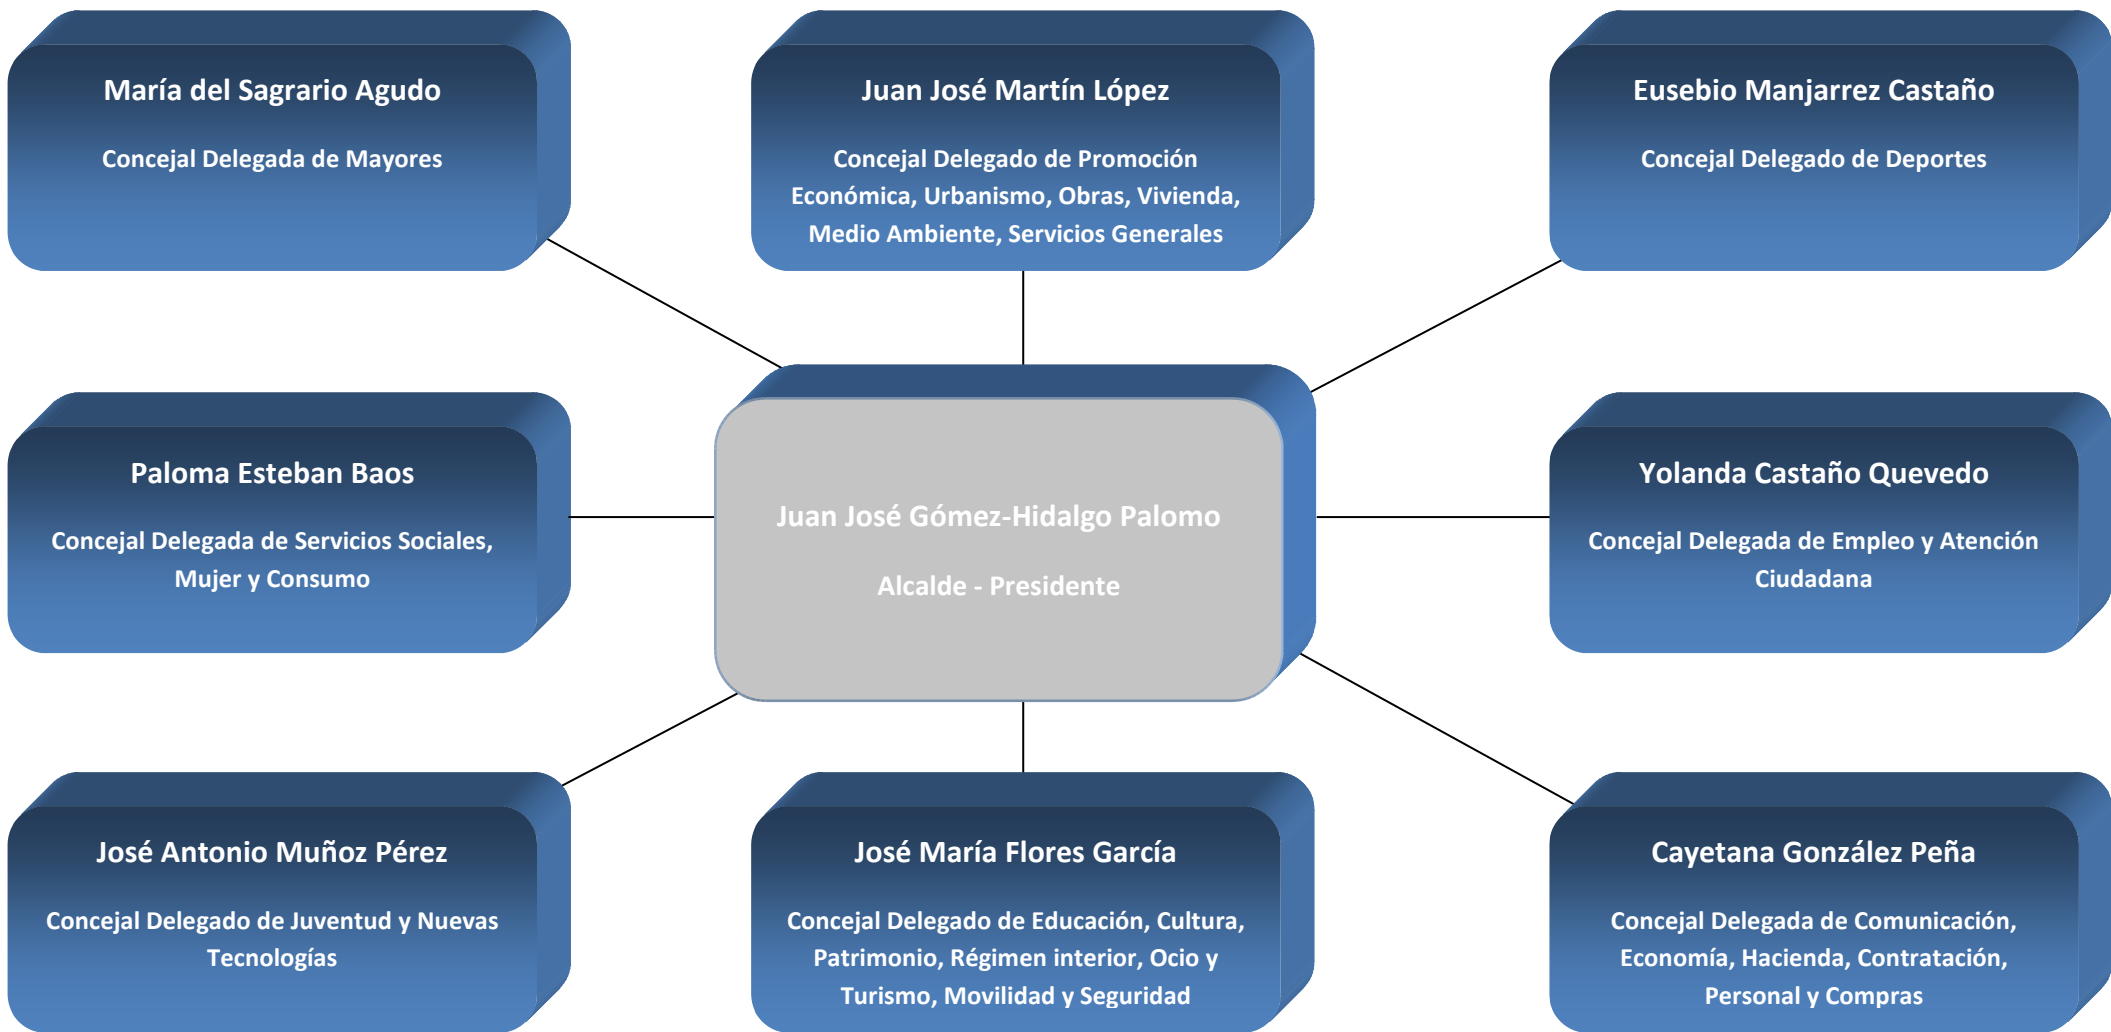 María del Sagrario Agudo
Concejal Delegada de Mayores
Juan José Martín López
Concejal Delegado de Promoción
Económica, Urbanismo, Obras, Vivienda,
Medio Ambiente, Servicios Generales
Eusebio Manjarrez Castaño
Concejal Delegado de Deportes
Paloma Esteban Baos
Concejal Delegada de Servicios Sociales,
Mujer y Consumo
Juan José Gómez-Hidalgo Palomo
Alcalde - Presidente
Yolanda Castaño Quevedo
Concejal Delegada de Empleo y Atención
Ciudadana
José Antonio Muñoz Pérez
Concejal Delegado de Juventud y Nuevas
Tecnologías
José María Flores García
Concejal Delegado de Educación, Cultura,
Patrimonio, Régimen interior, Ocio y
Turismo, Movilidad y Seguridad
Cayetana González Peña
Concejal Delegada de Comunicación,
Economía, Hacienda, Contratación,
Personal y Compras